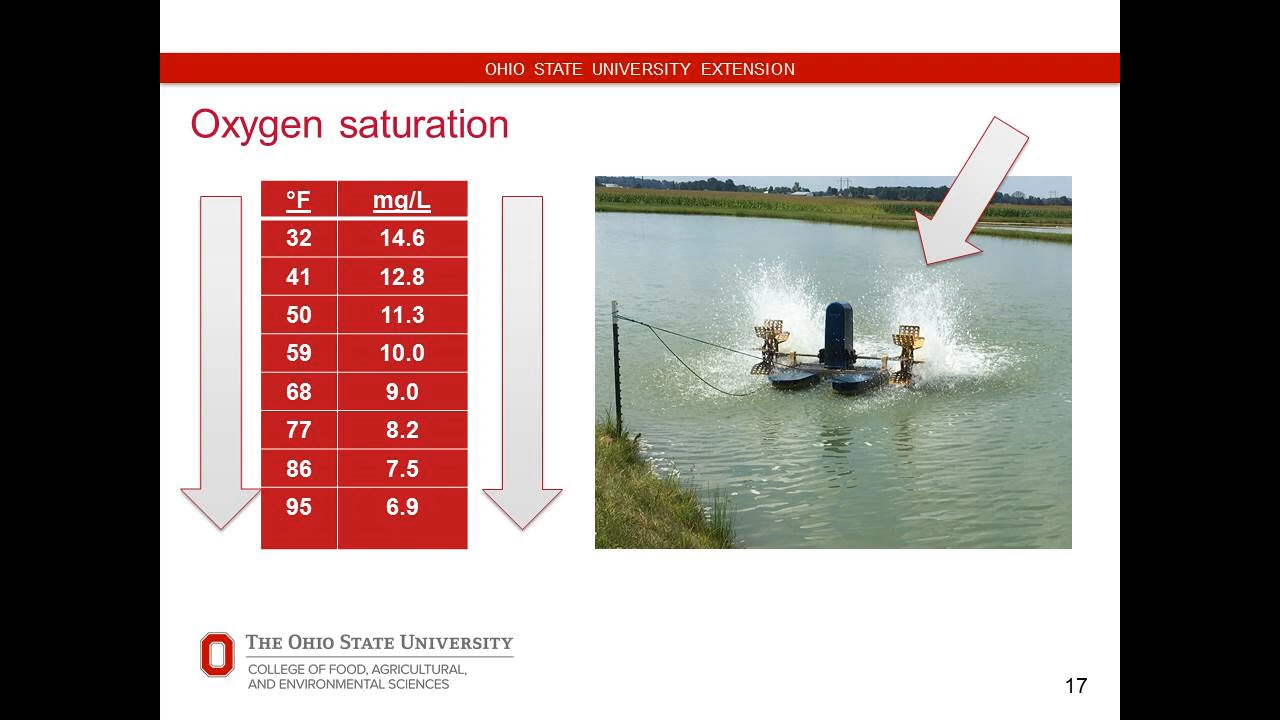 OHIO STATE UNIVERSITY EXTENSION
Oxygen saturation
°F mg/L
32 14.6
41 12.8
50 11.3
59 10.0
68 9.0
77 8.2
86 7.5
95 6.9
THE OHIO STATE UNIVERSITY
COLLEGE OF FOOD, AGRICULTURAL,
AND ENVIRONMENTAL SCIENCES
17